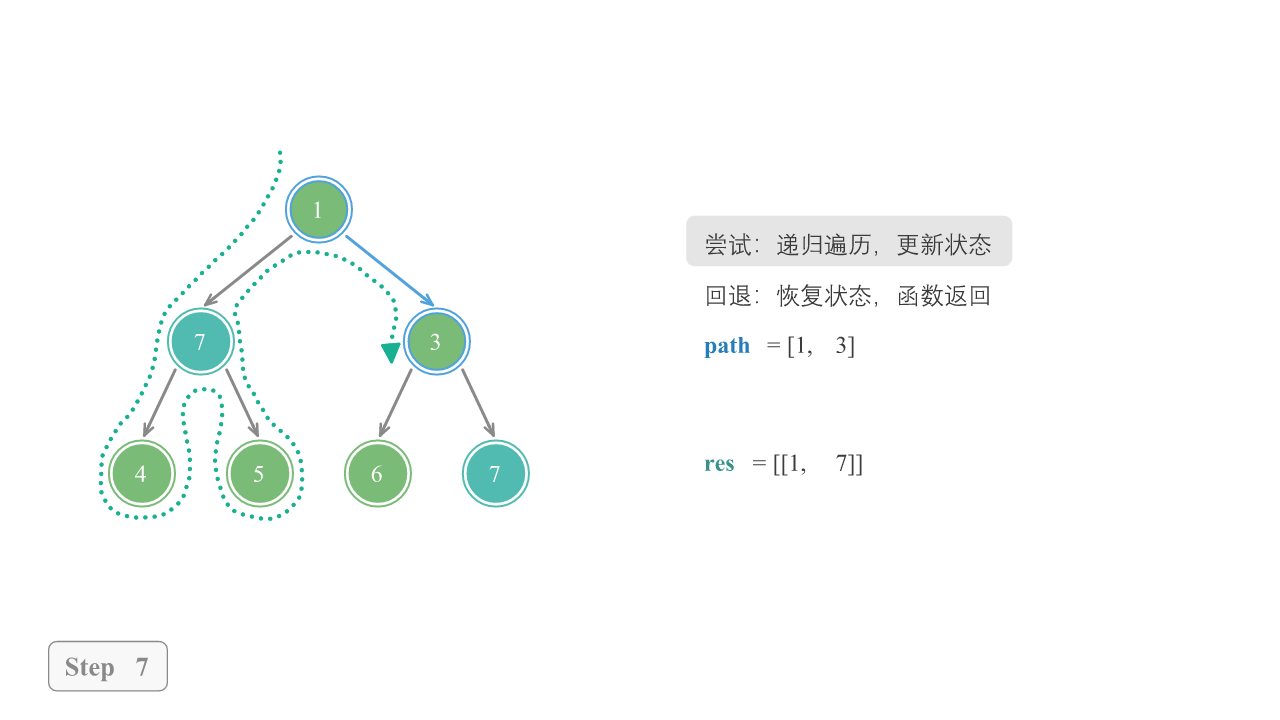 1
7
3
4
5
6
7
尝试：递归遍历，更新状态
回退：恢复状态，函数返回
path = [1, 3]
res = [[1, 7]]
Step 7